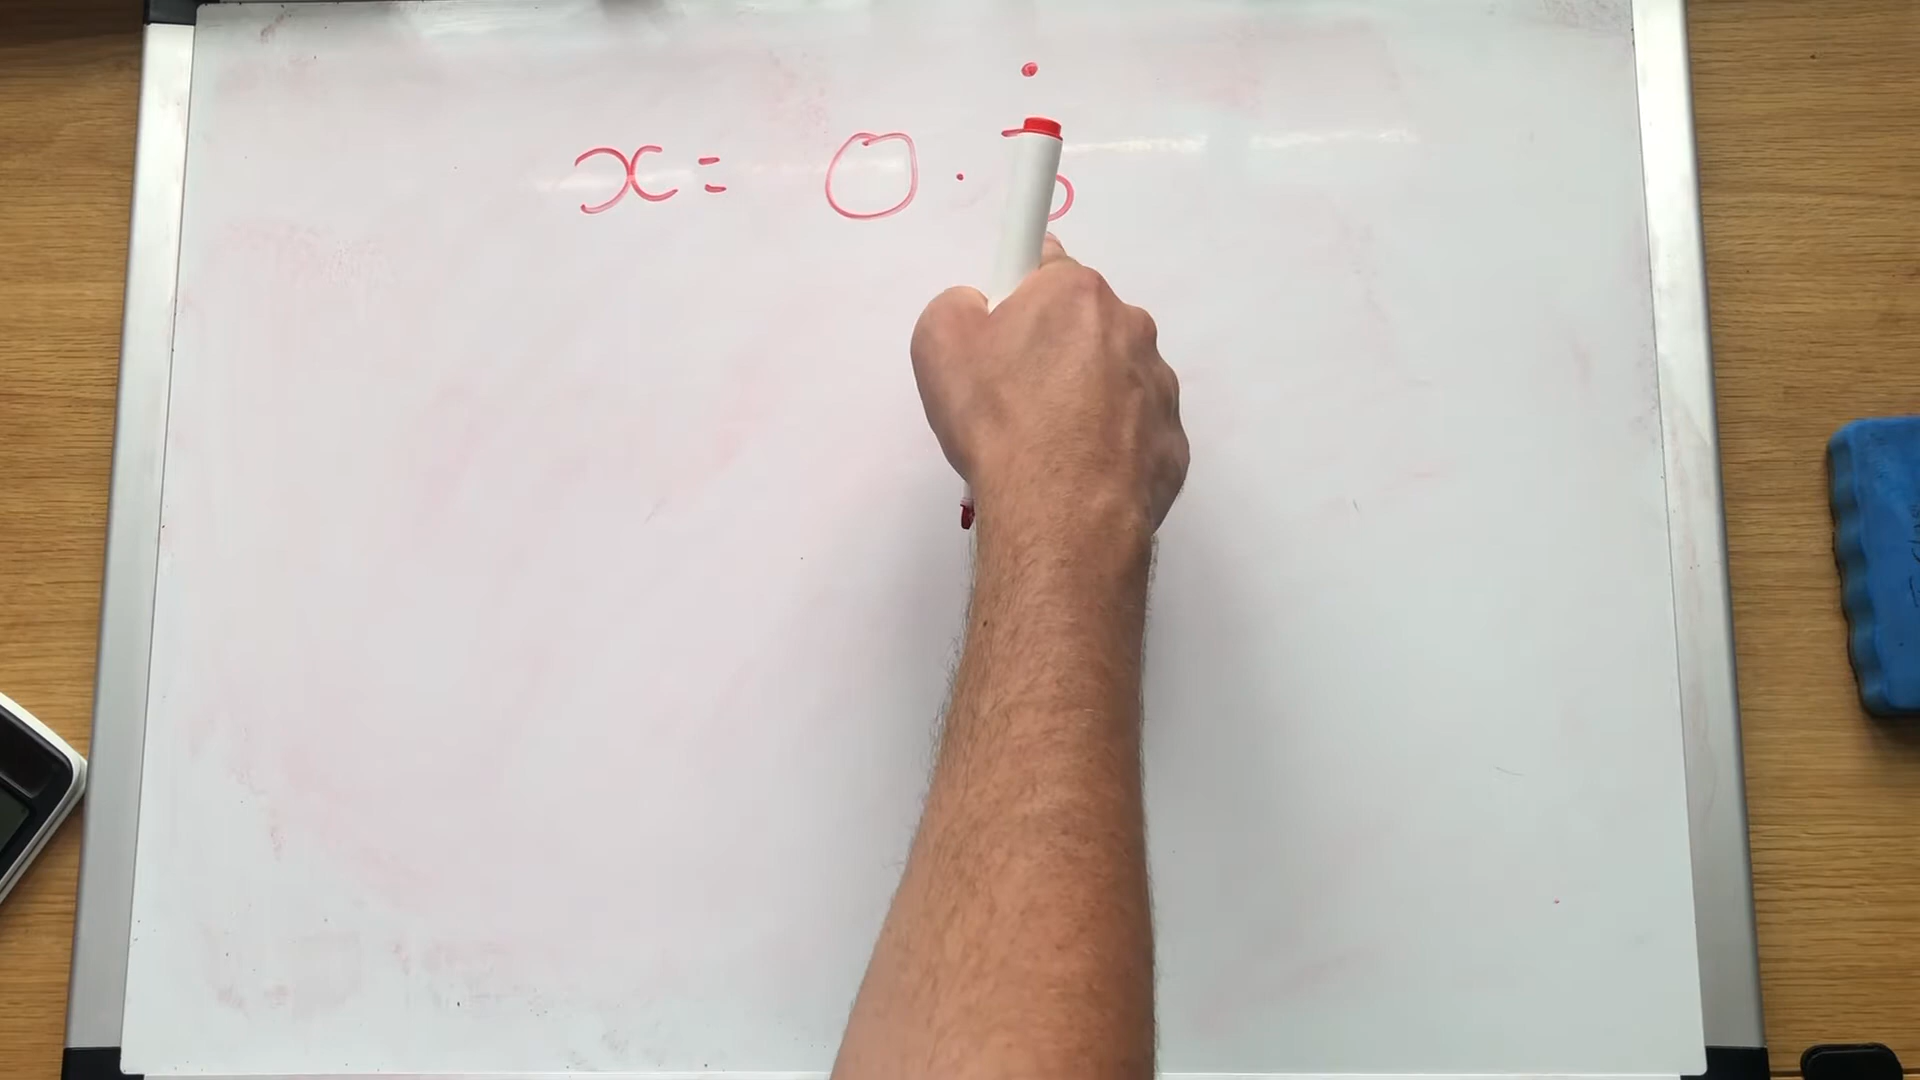 x = 0.